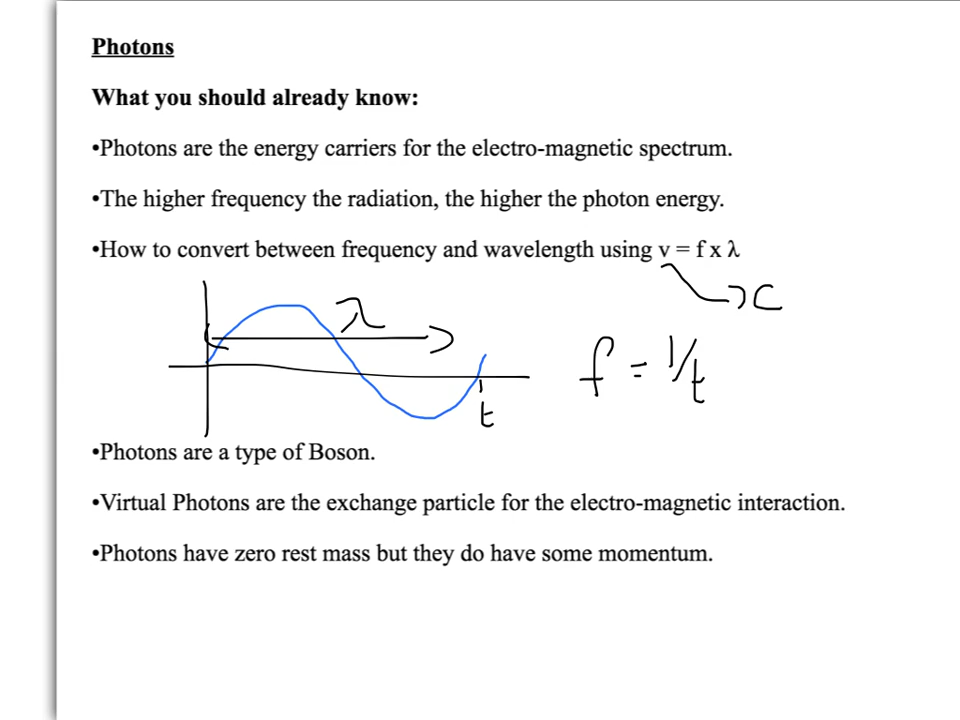 Photons
What you should already know:
•Photons are the energy carriers for the electro-magnetic spectrum.
•The higher frequency the radiation, the higher the photon energy.
•How to convert between frequency and wavelength using v = f x λ
c
λ
f = 1/t
t
•Photons are a type of Boson.
•Virtual Photons are the exchange particle for the electro-magnetic interaction.
•Photons have zero rest mass but they do have some momentum.